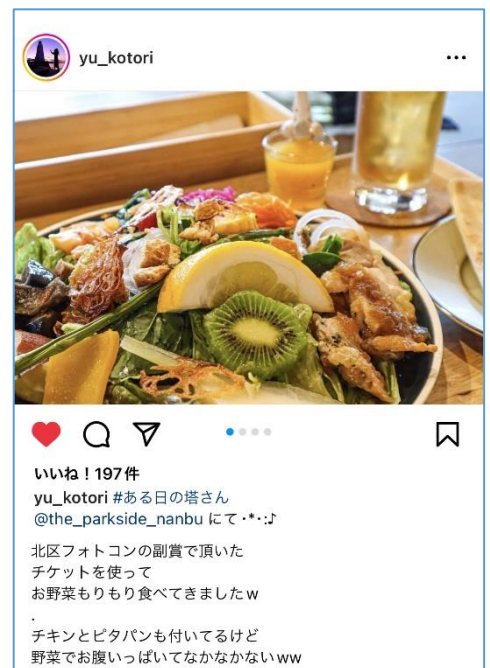 yu_kotori
いいね！197件
yu_kotori #ある日の塔さん
@the_parkside_nanbu にて･*･:♪
北区フォトコンの副賞で頂いた
チケットを使って
お野菜もりもり食べてきましたw
.
チキンとピタパンも付いてるけど
野菜でお腹いっぱいてなかなかないww